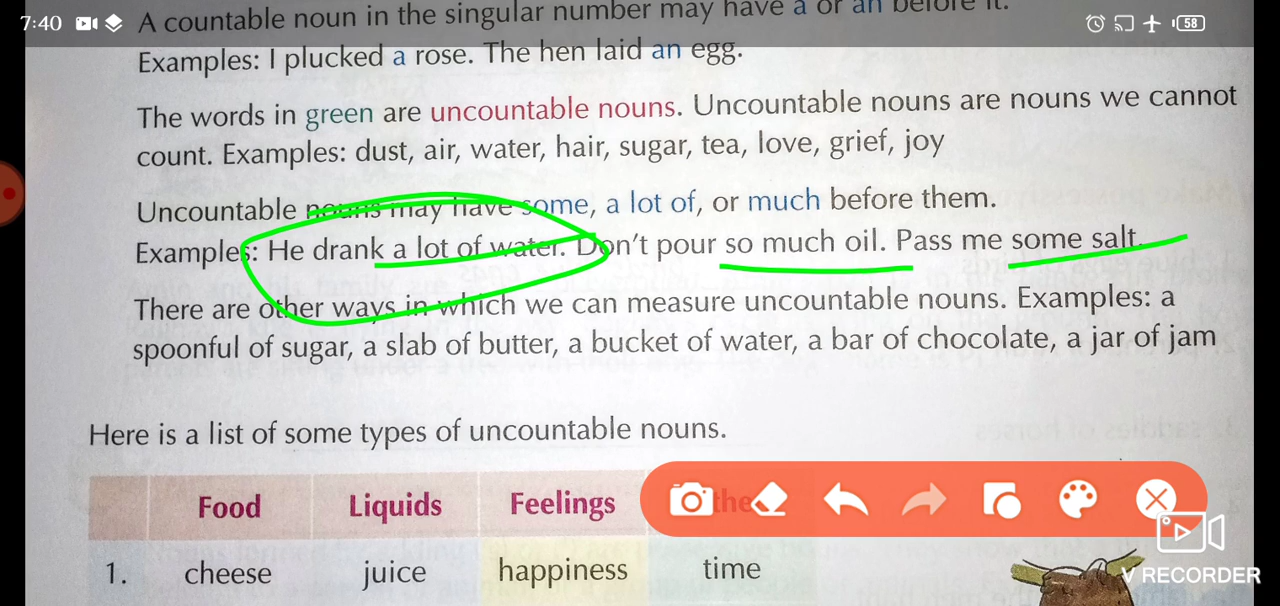 7:40
58
A countable noun in the singular number may have a or an before it.
Examples: I plucked a rose. The hen laid an egg.
The words in green are uncountable nouns. Uncountable nouns are nouns we cannot
count. Examples: dust, air, water, hair, sugar, tea, love, grief, joy
Uncountable nouns may have some, a lot of, or much before them.
Examples: He drank a lot of water. Don't pour so much oil. Pass me some salt.
There are other ways in which we can measure uncountable nouns. Examples: a
spoonful of sugar, a slab of butter, a bucket of water, a bar of chocolate, a jar of jam
Here is a list of some types of uncountable nouns.
Food Liquids Feelings
1. cheese juice happiness time
V RECORDER